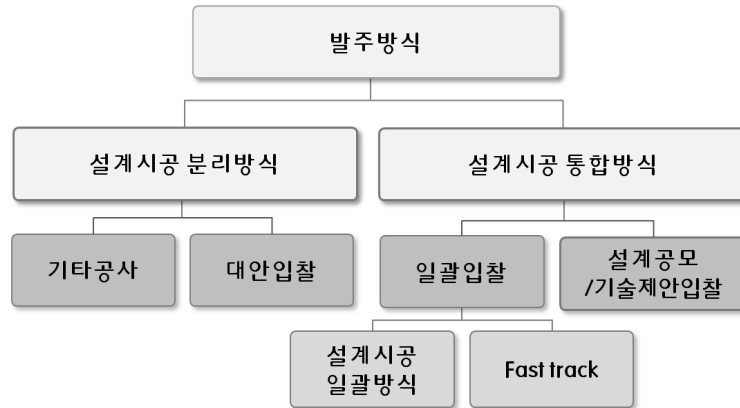 발주방식
설계시공 분리방식
설계시공 통합방식
기타공사
대안입찰
일괄입찰
설계공모
/기술제안입찰
설계시공
일괄방식
Fast track